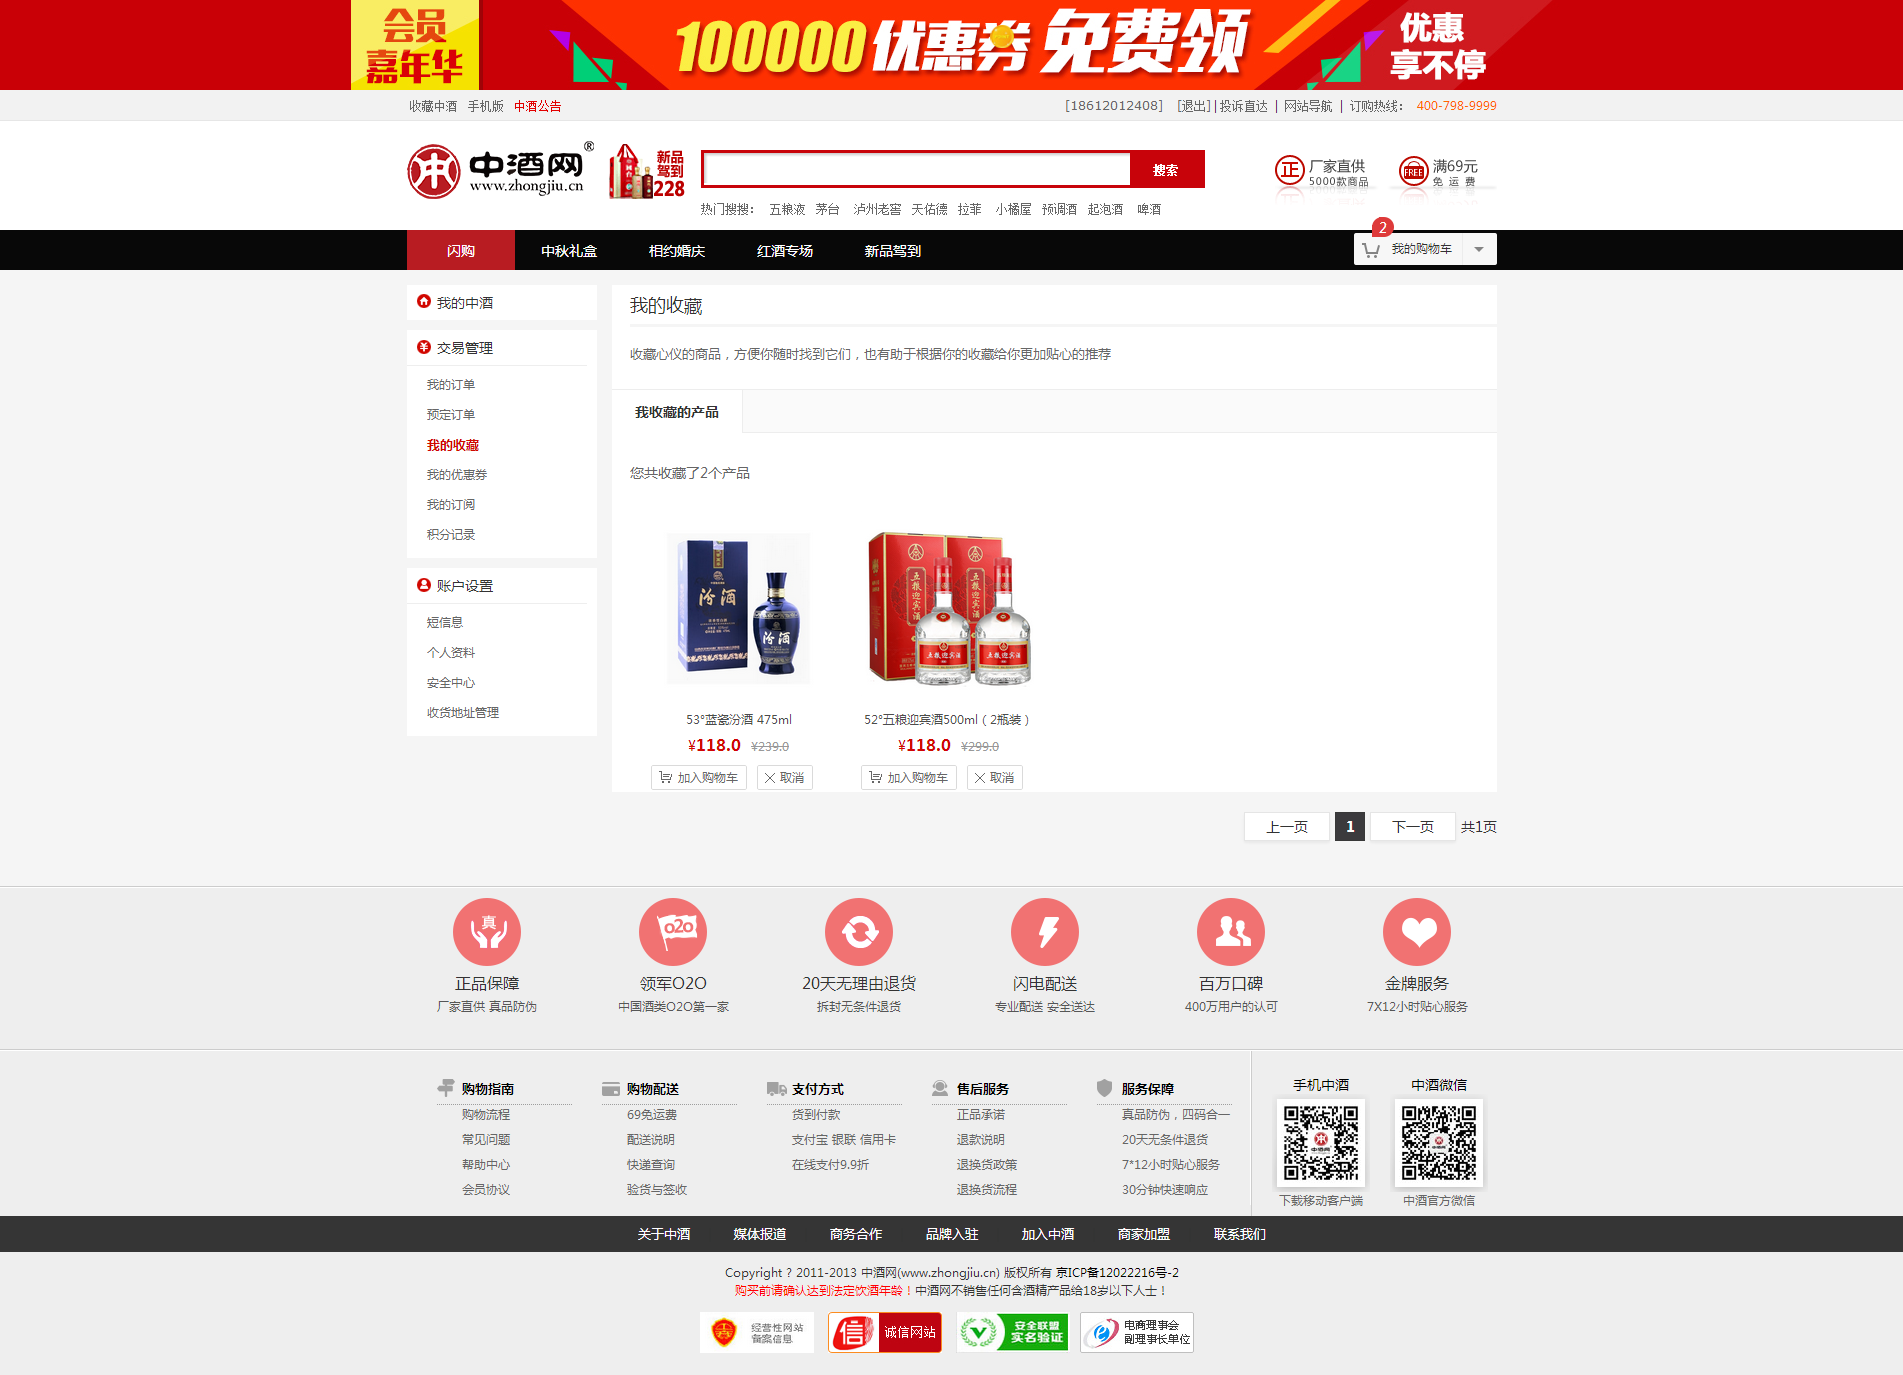 会员
嘉年华
100000优惠券 免费领
优惠
享不停
收藏中酒 手机版 中酒公告
[18612012408] [退出] | 投诉直达 | 网站导航 | 订购热线： 400-798-9999
中酒网®
www.zhongjiu.cn
新品
驾到
228
搜索
厂家直供
5000款商品
FREE
满69元
免 运 费
热门搜搜： 五粮液 茅台 泸州老窖 天佑德 拉菲 小橘屋 预调酒 起泡酒 啤酒
闪购 中秋礼盒 相约婚庆 红酒专场 新品驾到
2
我的购物车
我的中酒
交易管理
我的订单
预定订单
我的收藏
我的优惠券
我的订阅
积分记录
账户设置
短信息
个人资料
安全中心
收货地址管理
我的收藏
收藏心仪的商品，方便你随时找到它们，也有助于根据你的收藏给你更加贴心的推荐
我收藏的产品
您共收藏了2个产品
汾酒
汾酒
五粮迎宾酒
五粮迎宾酒
五粮迎宾酒
五粮迎宾酒
53°蓝瓷汾酒 475ml
¥118.0 ¥239.0
加入购物车 取消
52°五粮迎宾酒500ml（2瓶装）
¥118.0 ¥299.0
加入购物车 取消
上一页 1 下一页 共1页
真
正品保障
厂家直供 真品防伪
O2O
领军O2O
中国酒类O2O第一家
20天无理由退货
拆封无条件退货
闪电配送
专业配送 安全送达
百万口碑
400万用户的认可
金牌服务
7X12小时贴心服务
购物指南
购物流程
常见问题
帮助中心
会员协议
购物配送
69免运费
配送说明
快递查询
验货与签收
支付方式
货到付款
支付宝 银联 信用卡
在线支付9.9折
售后服务
正品承诺
退款说明
退换货政策
退换货流程
服务保障
真品防伪，四码合一
20天无条件退货
7*12小时贴心服务
30分钟快速响应
手机中酒
下载移动客户端
中酒微信
中酒官方微信
关于中酒 媒体报道 商务合作 品牌入驻 加入中酒 商家加盟 联系我们
Copyright ? 2011-2013 中酒网(www.zhongjiu.cn) 版权所有 京ICP备12022216号-2
购买前请确认达到法定饮酒年龄！中酒网不销售任何含酒精产品给18岁以下人士！
经营性网站
备案信息
信
诚信网站
安全联盟
实名验证
电商理事会
副理事长单位